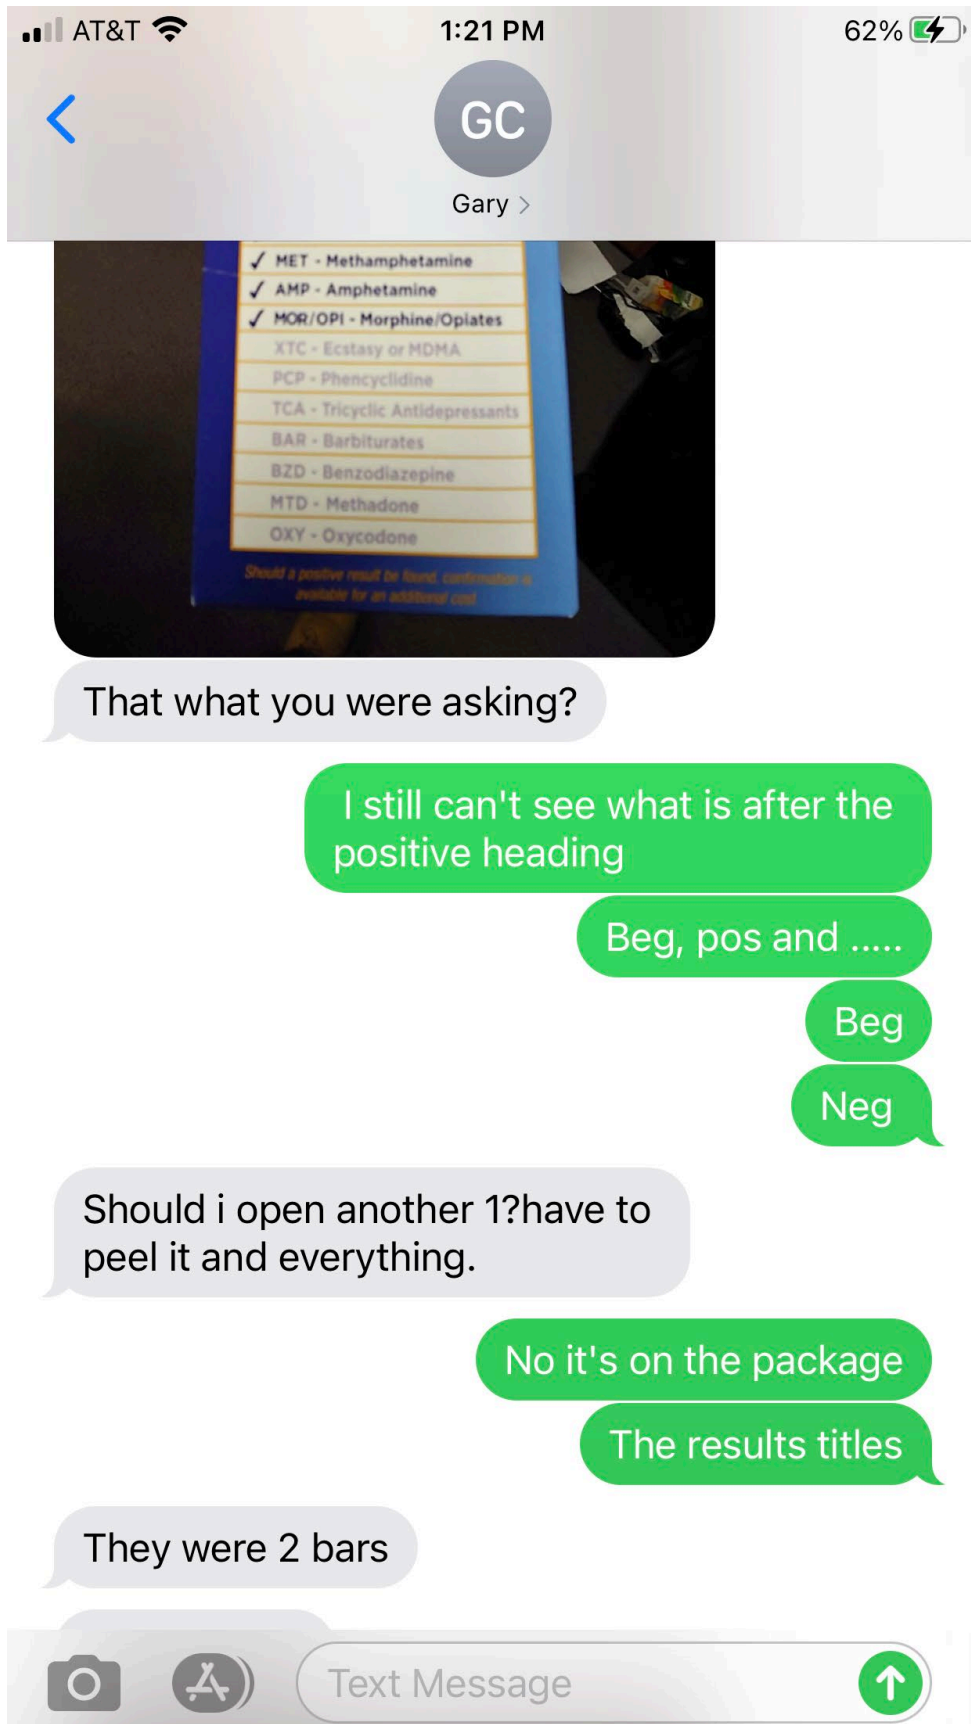 AT&T
1:21 PM
62%
GC
Gary
MET - Methamphetamine
AMP - Amphetamine
MOR/OPI - Morphine/Opiates
XTC - Ecstasy or MDMA
PCP - Phencyclidine
TCA - Tricyclic Antidepressants
BAR - Barbiturates
BZD - Benzodiazepine
MTD - Methadone
OXY - Oxycodone
Should a positive result be found, confirmation is
available for an additional cost
That what you were asking?
I still can't see what is after the
positive heading
Beg, pos and .....
Beg
Neg
Should i open another 1?have to
peel it and everything.
No it's on the package
The results titles
They were 2 bars
Text Message